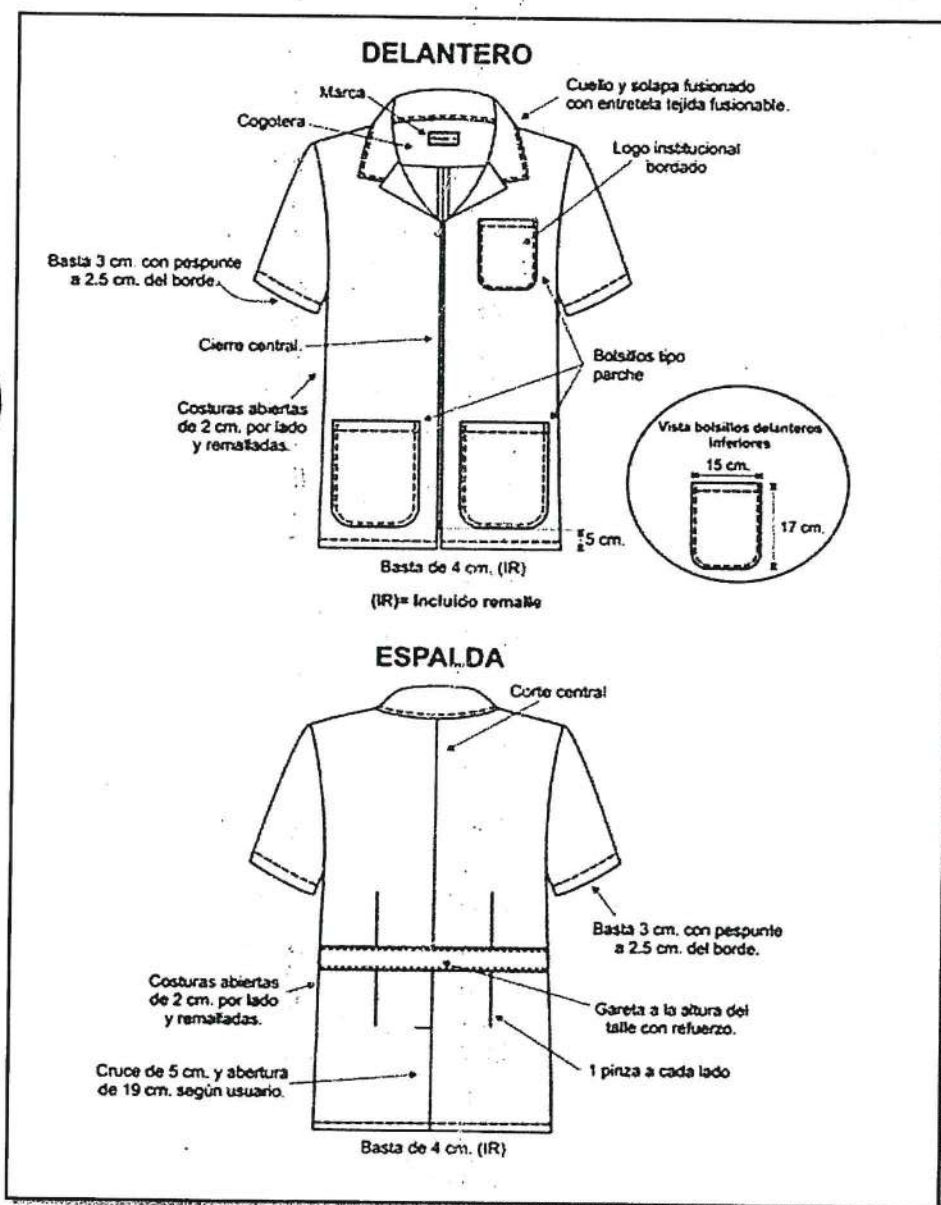 DELANTERO
Marca
Cogotera
Cuello y solapa fusionado
con entretela tejida fusionable.
Logo institucional
bordado
Basta 3 cm. con pespunte
a 2.5 cm. del borde.
Cierre central.
Bolsillos tipo
parche
Costuras abiertas
de 2 cm. por lado
y remalladas.
Vista bolsillos delanteros
inferiores
15 cm.
17 cm.
5 cm.
Basta de 4 cm. (IR)
(IR)= Incluido remalle
ESPALDA
Corte central
Basta 3 cm. con pespunte
a 2.5 cm. del borde.
Costuras abiertas
de 2 cm. por lado
y remalladas.
Gareta a la altura del
talle con refuerzo.
Cruce de 5 cm. y abertura
de 19 cm. según usuario.
1 pinza a cada lado
Basta de 4 cm. (IR)